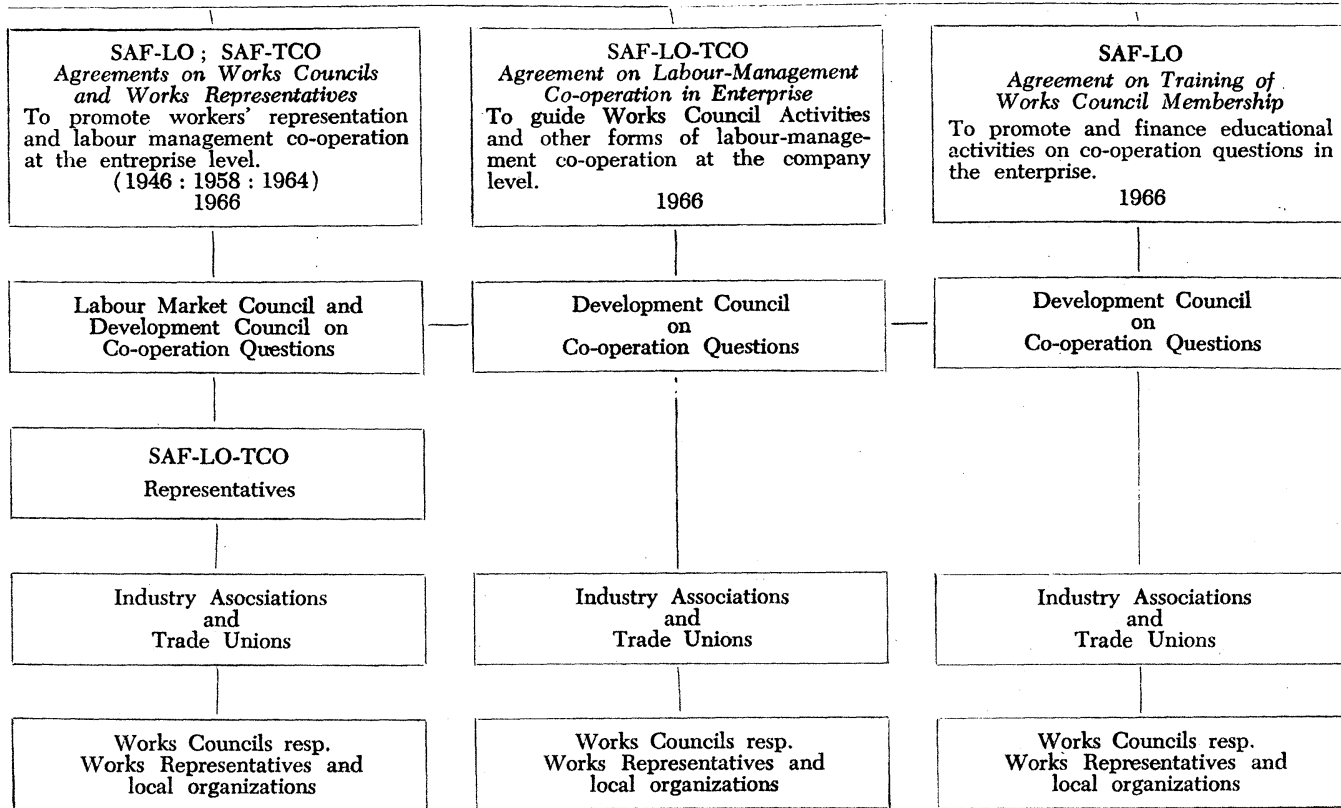 SAF-LO ; SAF-TCO
Agreements on Works Councils
and Works Representatives
To promote workers' representation
and labour management co-operation
at the entreprise level.
(1946 : 1958 : 1964)
1966
SAF-LO-TCO
Agreement on Labour-Management
Co-operation in Enterprise
To guide Works Council Activities
and other forms of labour-manage-
ment co-operation at the company
level.
1966
SAF-LO
Agreement on Training of
Works Council Membership
To promote and finance educational
activities on co-operation questions in
the enterprise.
1966
Labour Market Council and
Development Council on
Co-operation Questions
Development Council
on
Co-operation Questions
Development Council
on
Co-operation Questions
SAF-LO-TCO
Representatives
Industry Asocsiations
and
Trade Unions
Industry Associations
and
Trade Unions
Industry Associations
and
Trade Unions
Works Councils resp.
Works Representatives and
local organizations
Works Councils resp.
Works Representatives and
local organizations
Works Councils resp.
Works Representatives and
local organizations